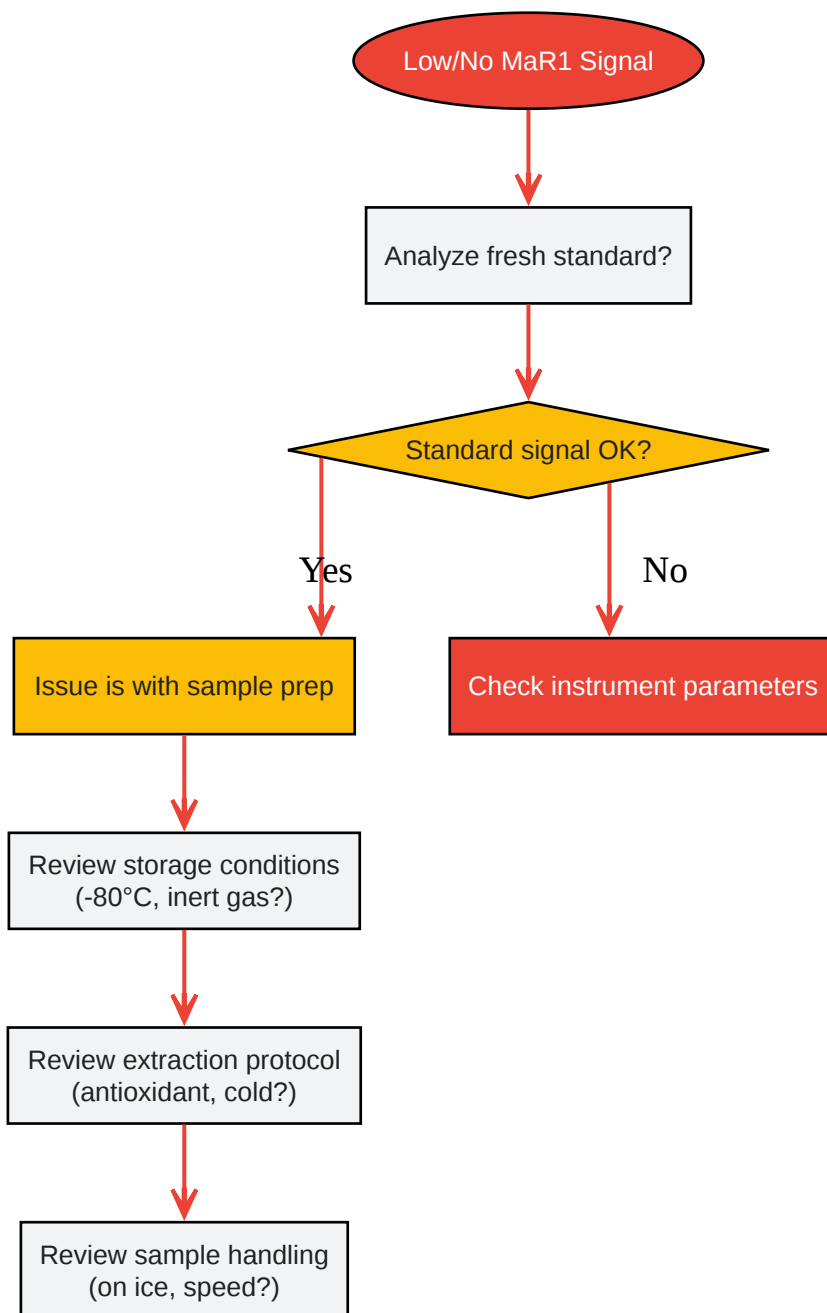 Low/No MaR1 Signal
Analyze fresh standard?
Standard signal OK?
Yes
No
Issue is with sample prep
Check instrument parameters
Review storage conditions
(-80°C, inert gas?)
Review extraction protocol
(antioxidant, cold?)
Review sample handling
(on ice, speed?)